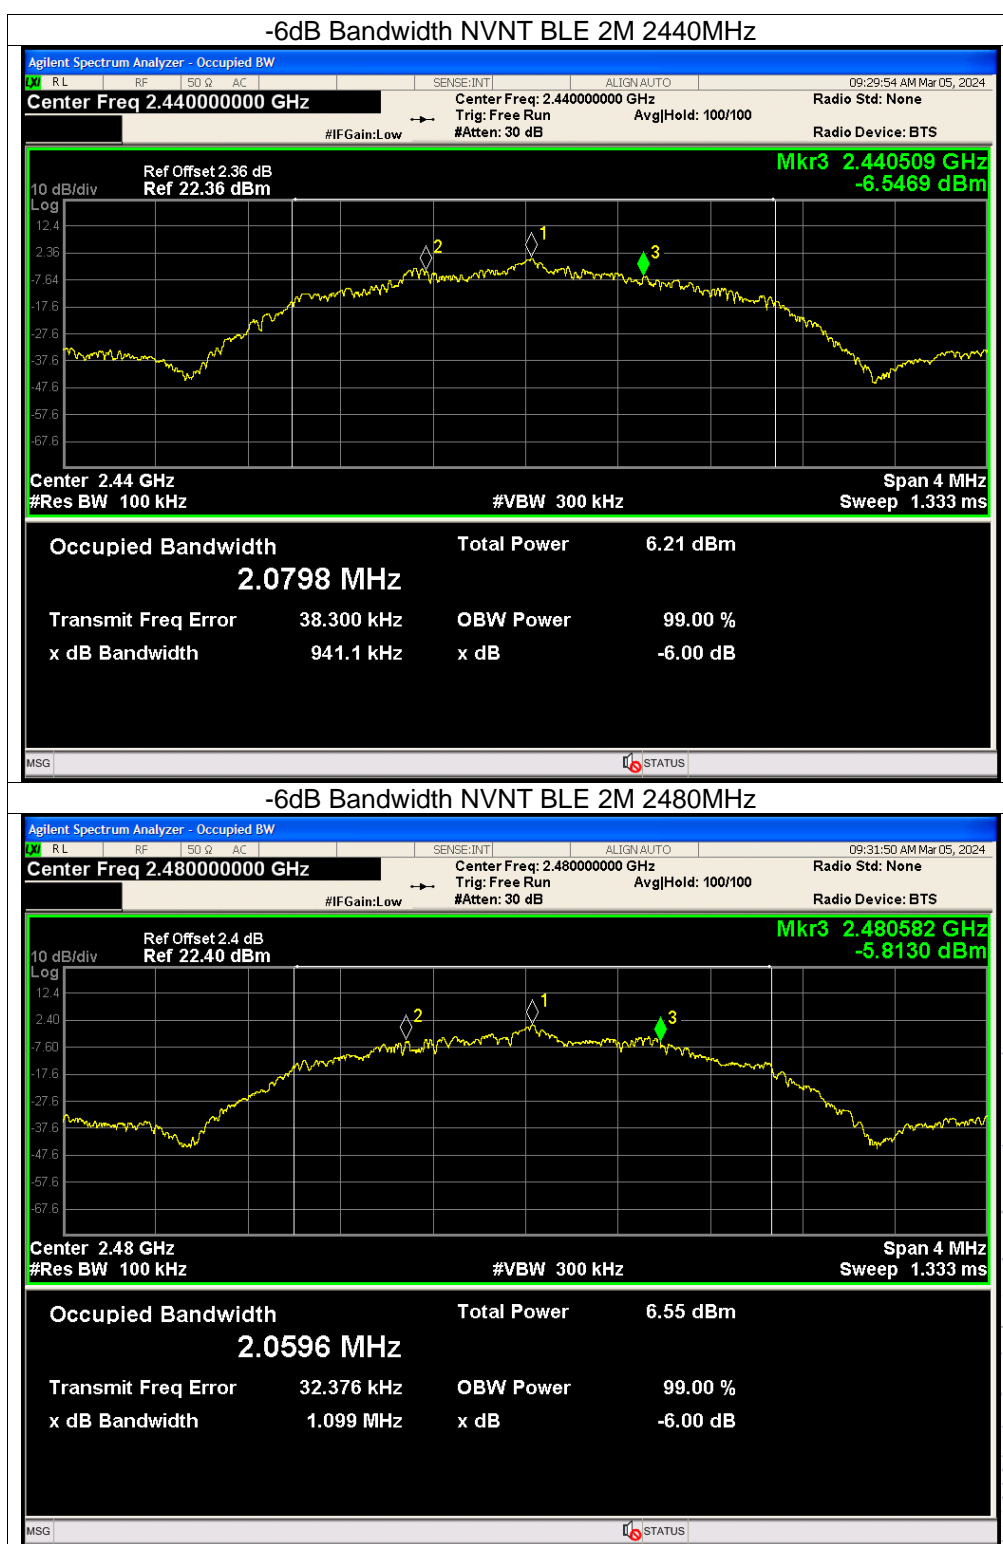 -6dB Bandwidth NVNT BLE 2M 2440MHz
Agilent Spectrum Analyzer - Occupied BW
LXI RL RF 50 Ω AC SENSE:INT ALIGN AUTO 09:29:54 AM Mar 05, 2024
Center Freq 2.440000000 GHz Center Freq: 2.440000000 GHz Radio Std: None
Trig: Free Run Avg|Hold: 100/100
#IFGain:Low #Atten: 30 dB Radio Device: BTS
Mkr3 2.440509 GHz
Ref Offset 2.36 dB
-6.5469 dBm
10 dB/div Ref 22.36 dBm
Log
12.4
1
2
2.36
3
-7.64
-17.6
-27.6
-37.6
-47.6
-57.6
-67.6
Center 2.44 GHz Span 4 MHz
#Res BW 100 kHz #VBW 300 kHz Sweep 1.333 ms
Occupied Bandwidth Total Power 6.21 dBm
2.0798 MHz
Transmit Freq Error 38.300 kHz OBW Power 99.00 %
x dB Bandwidth 941.1 kHz x dB -6.00 dB
MSG STATUS
-6dB Bandwidth NVNT BLE 2M 2480MHz
Agilent Spectrum Analyzer - Occupied BW
LXI RL RF 50 Ω AC SENSE:INT ALIGN AUTO 09:31:50 AM Mar 05, 2024
Center Freq 2.480000000 GHz Center Freq: 2.480000000 GHz Radio Std: None
Trig: Free Run Avg|Hold: 100/100
#IFGain:Low #Atten: 30 dB Radio Device: BTS
Mkr3 2.480582 GHz
Ref Offset 2.4 dB
-5.8130 dBm
10 dB/div Ref 22.40 dBm
Log
12.4
1
2
2.40
3
-7.60
-17.6
-27.6
-37.6
-47.6
-57.6
-67.6
Center 2.48 GHz Span 4 MHz
#Res BW 100 kHz #VBW 300 kHz Sweep 1.333 ms
Occupied Bandwidth Total Power 6.55 dBm
2.0596 MHz
Transmit Freq Error 32.376 kHz OBW Power 99.00 %
x dB Bandwidth 1.099 MHz x dB -6.00 dB
MSG STATUS